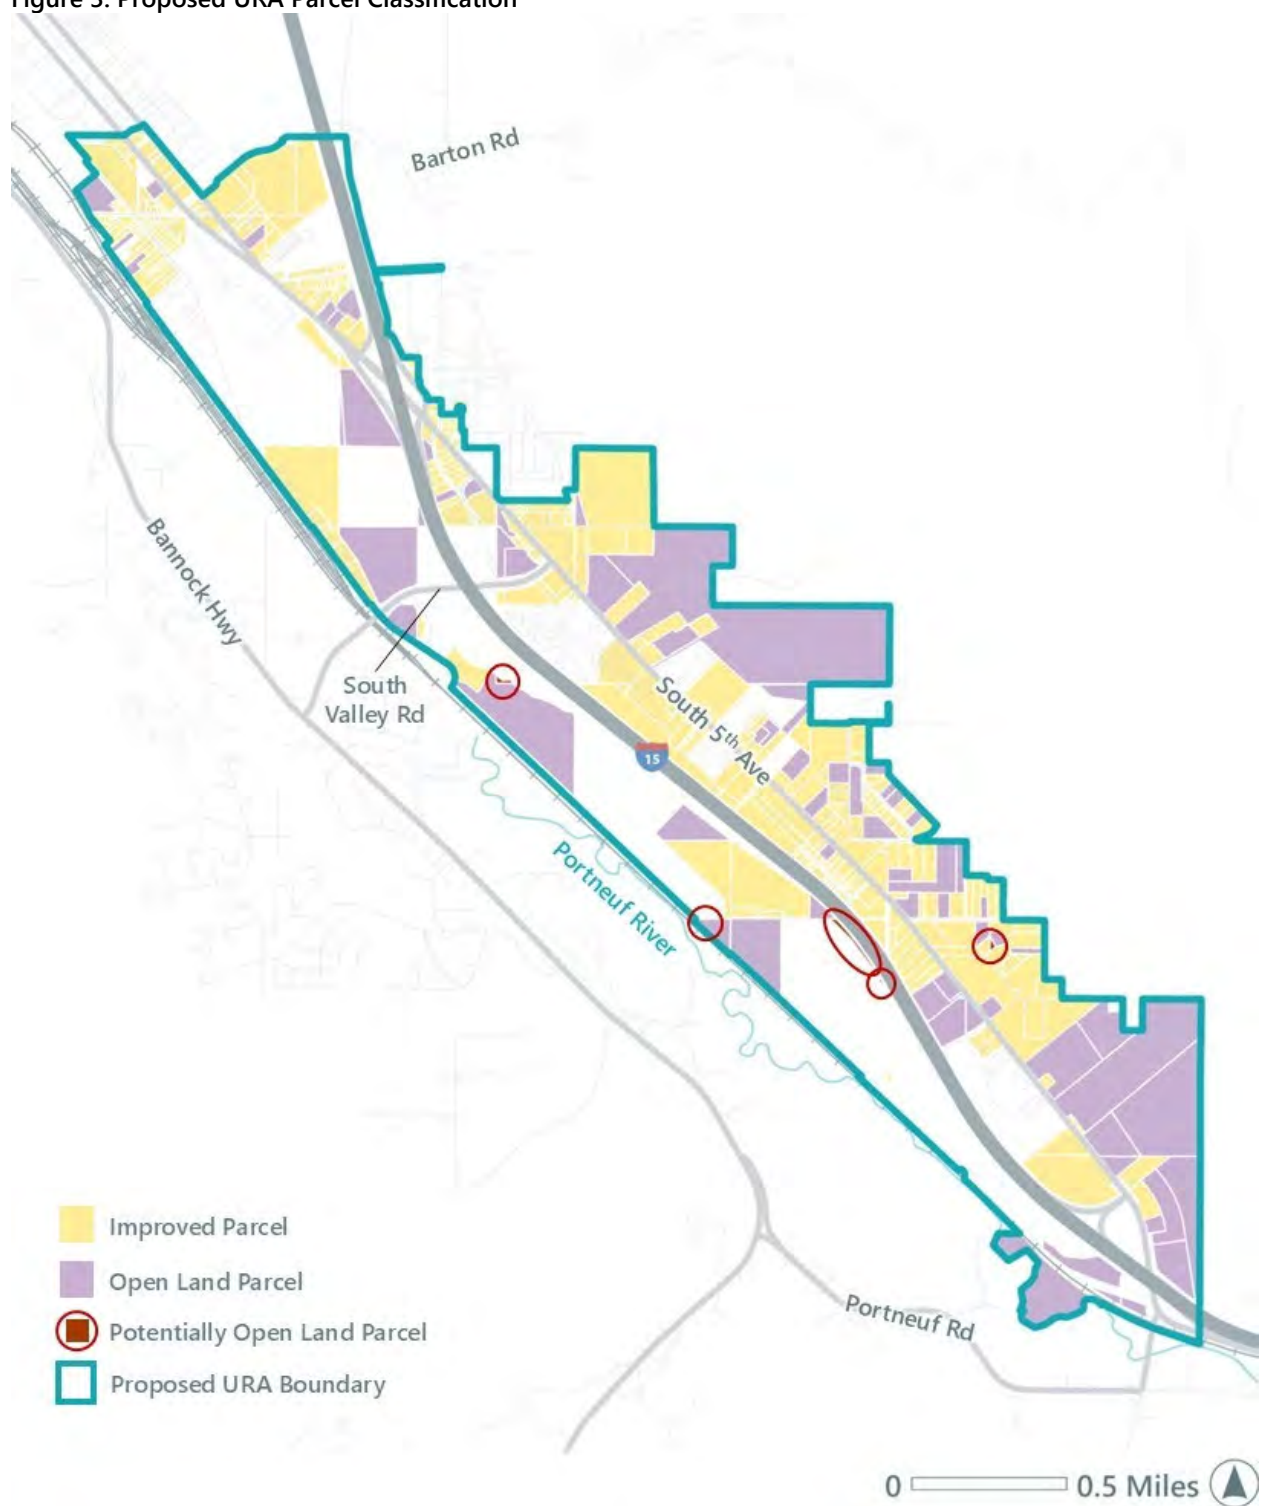 Figure 3: Proposed URA Parcel Classification
Barton Rd
Bannock Hwy
South
Valley Rd
South 5th Ave
15
Portneuf River
Improved Parcel
Open Land Parcel
Potentially Open Land Parcel
Proposed URA Boundary
Portneuf Rd
0 0.5 Miles